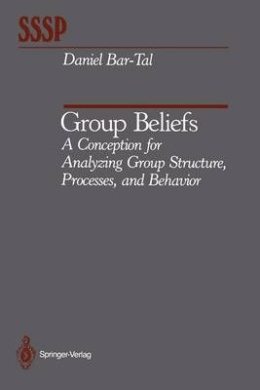 SSSP
Daniel Bar-Tal
Group Beliefs
A Conception for
Analyzing Group Structure,
Processes, and Behavior
Springer-Verlag